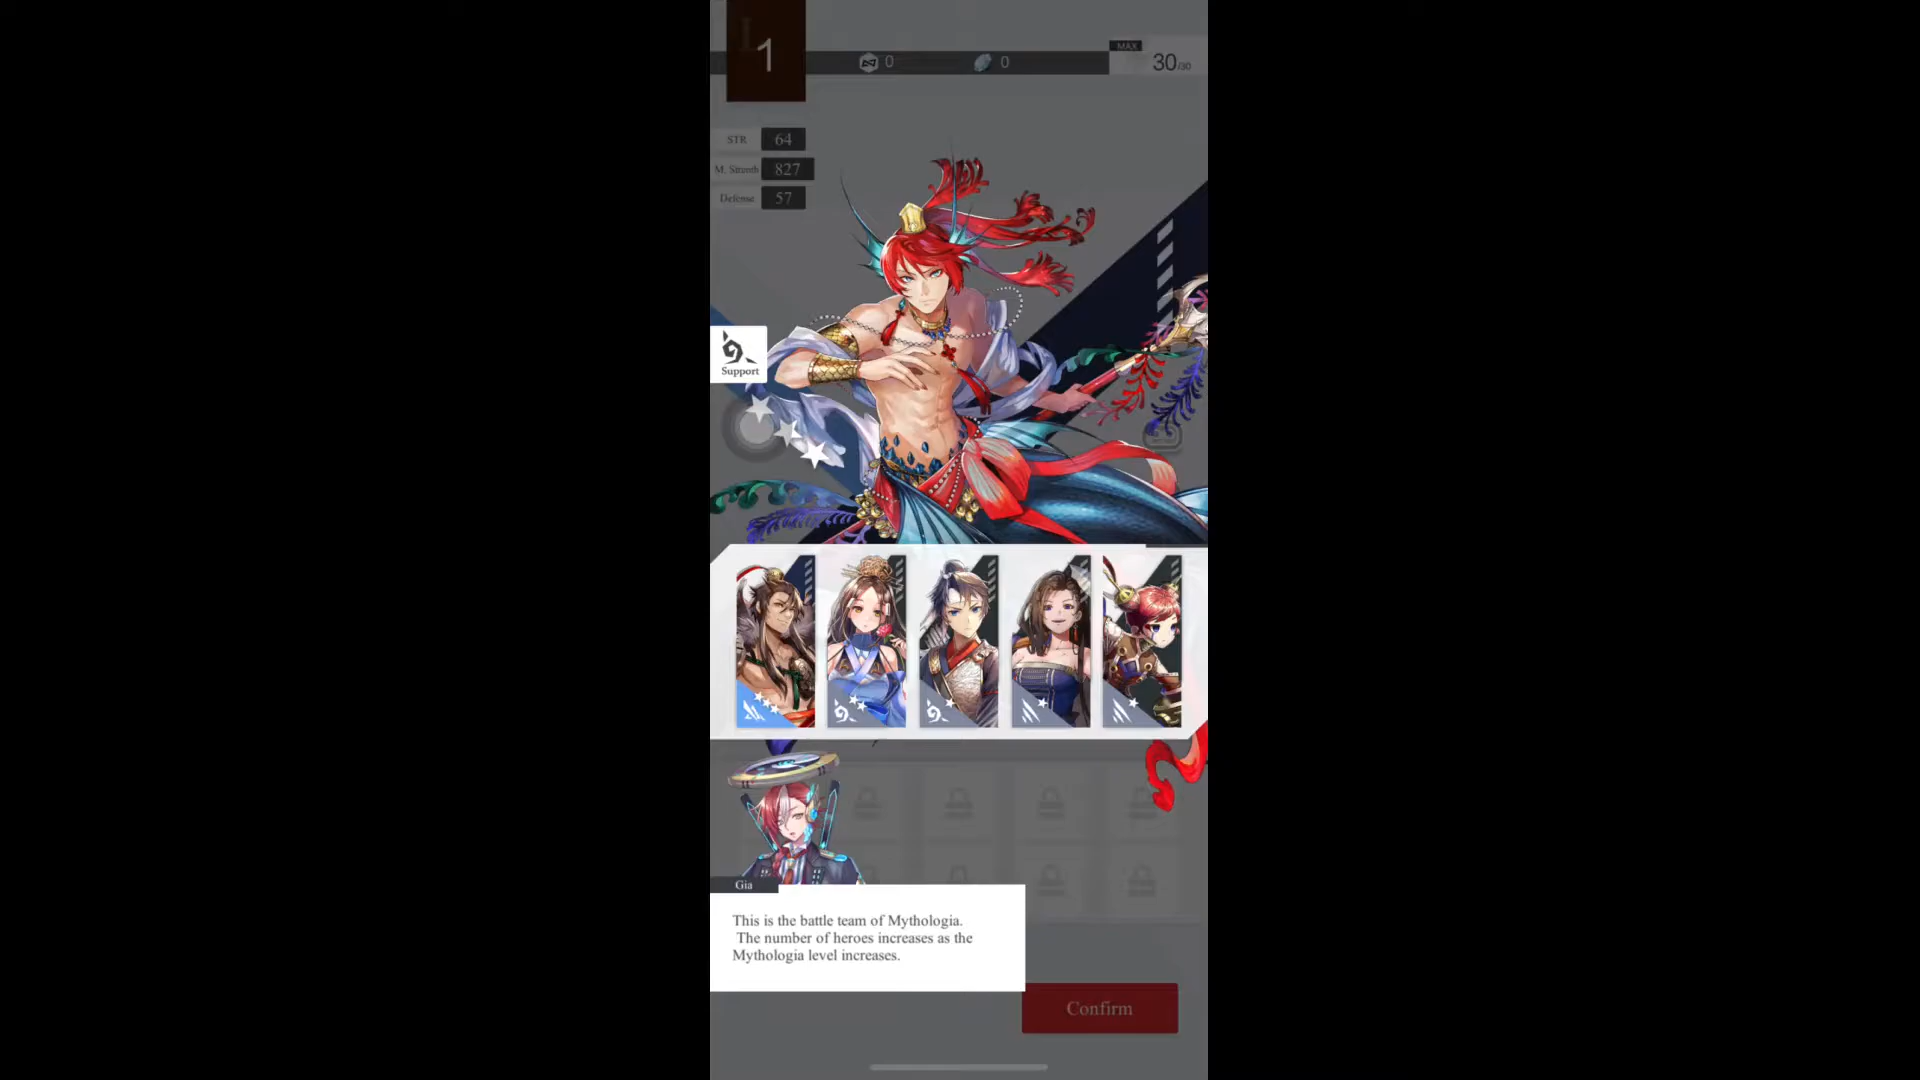 1
0
0
MAX
30/30
STR 64
M. Strenth 827
Defense 57
Support
Gia
This is the battle team of Mythologia.
The number of heroes increases as the
Mythologia level increases.
Confirm